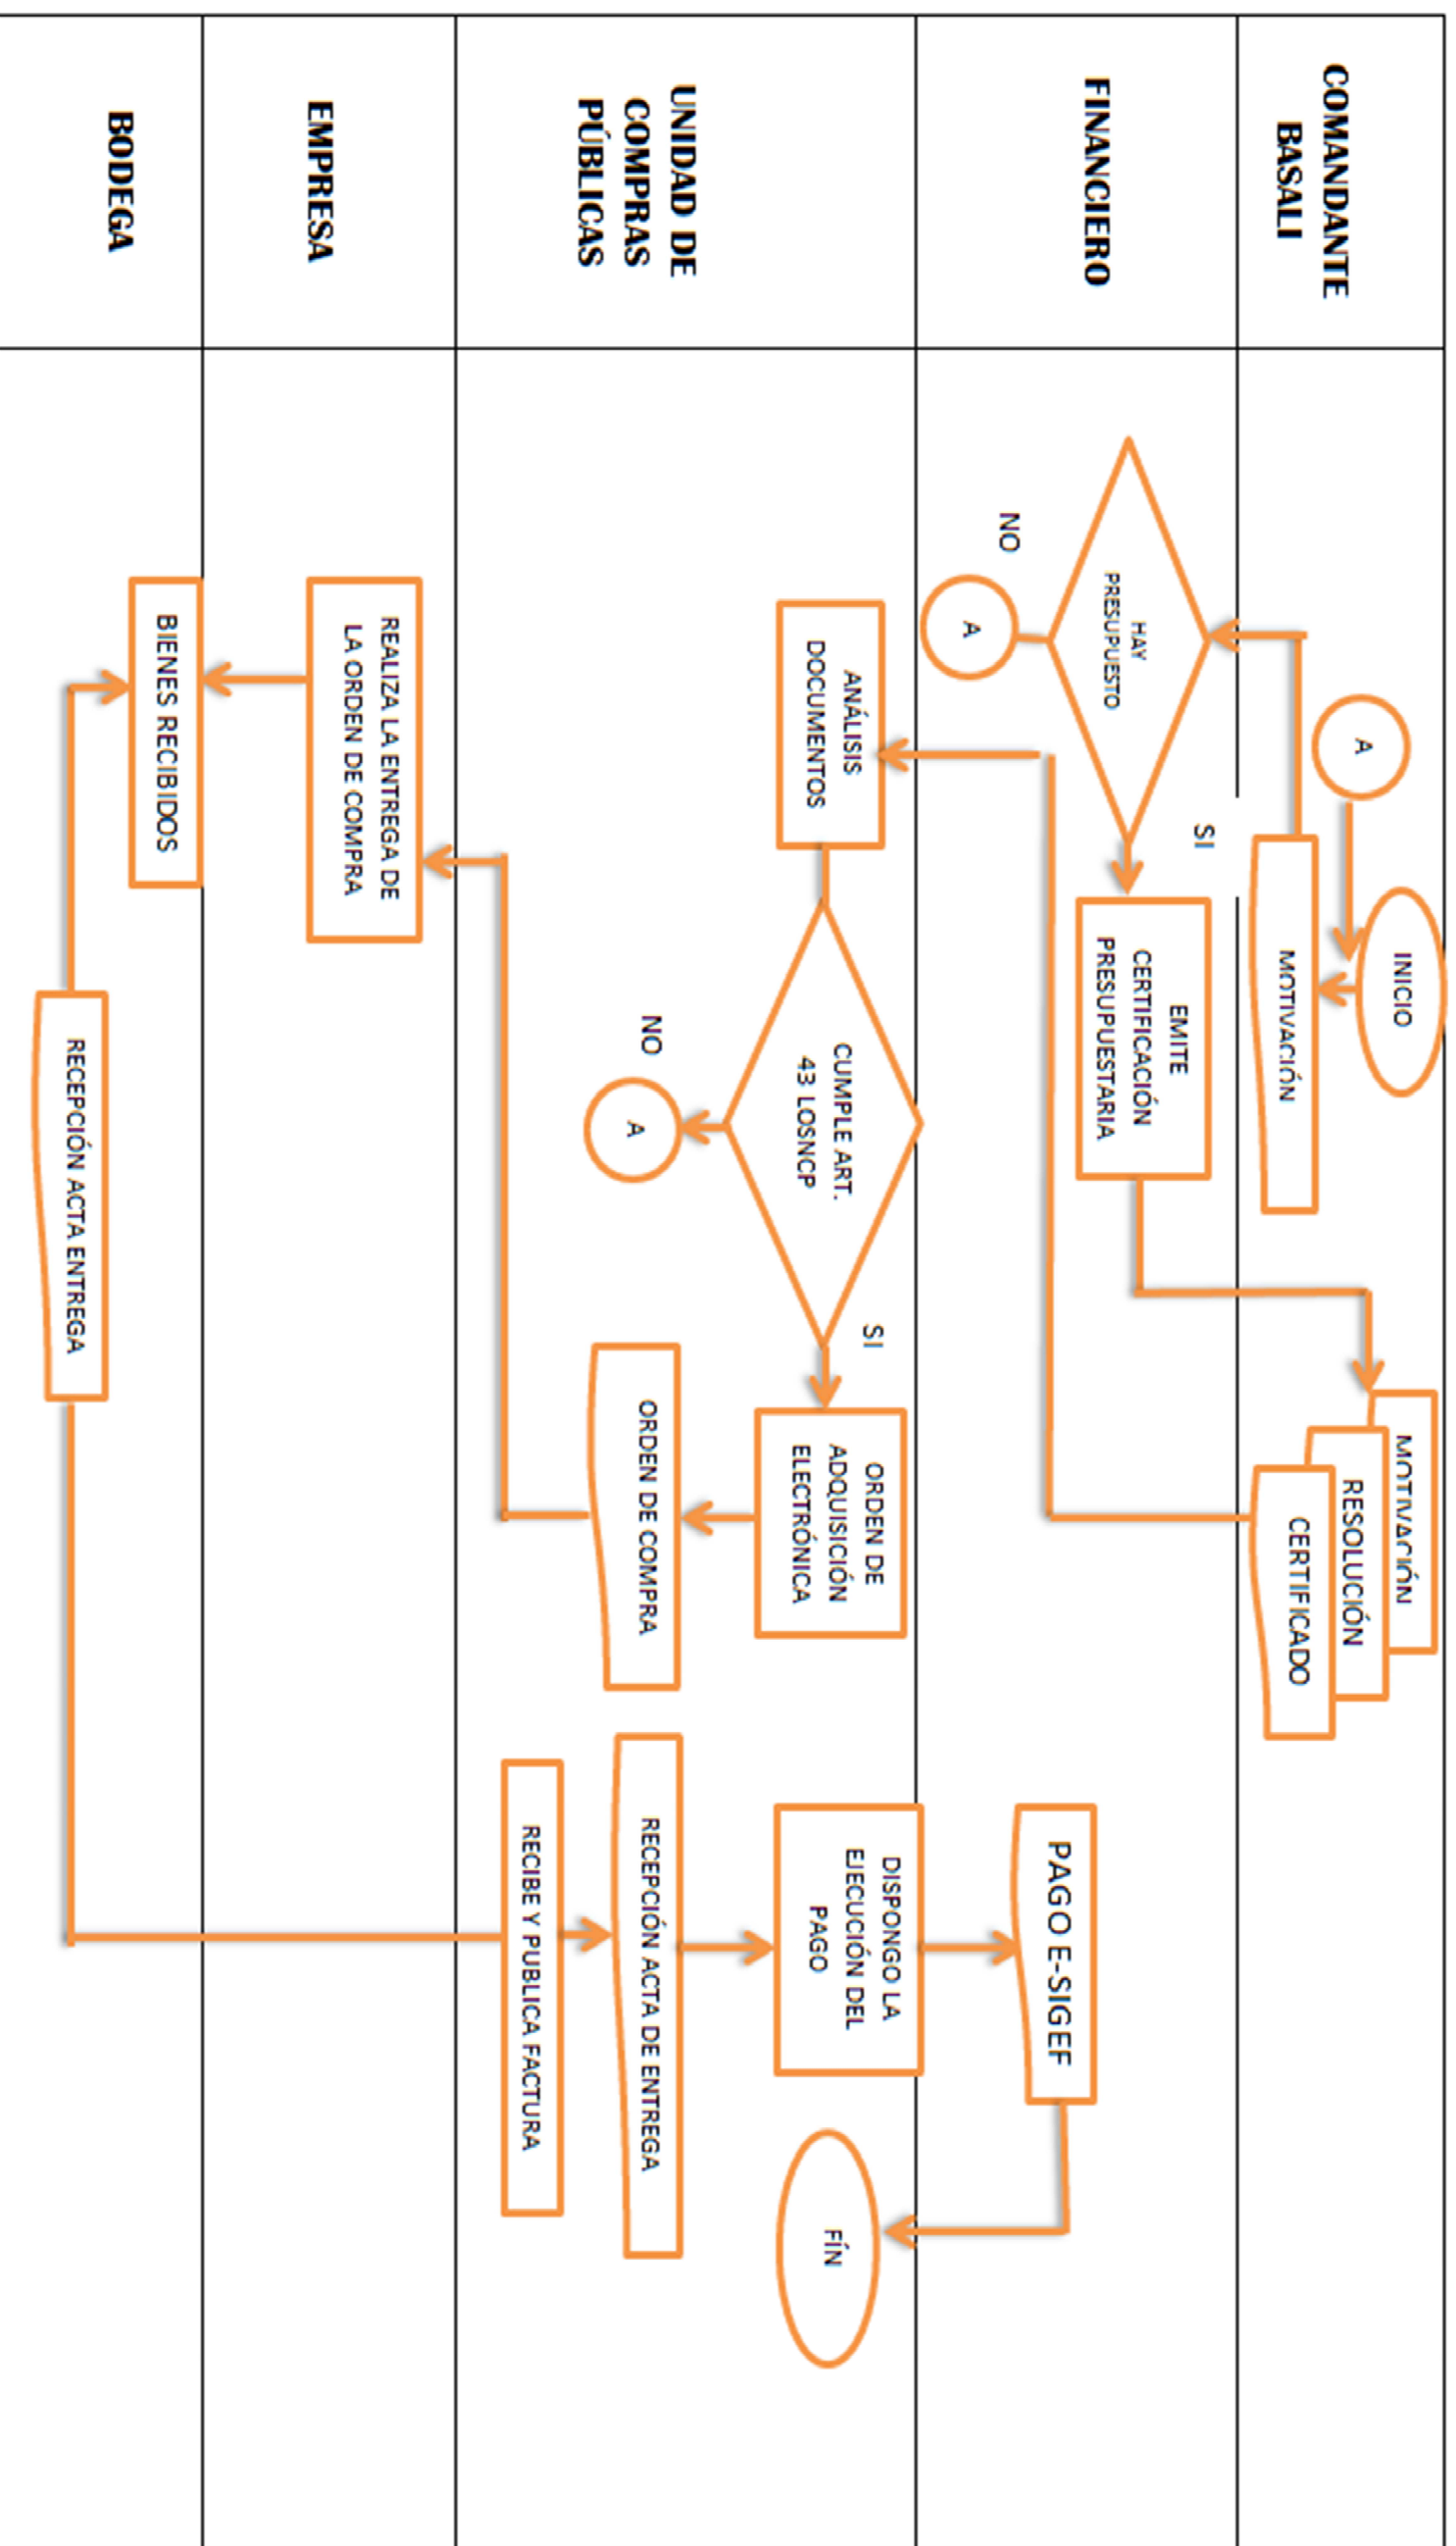 COMANDANTE
BASALI
INICIO
A
MOTIVACIÓN
MOTIVACIÓN
RESOLUCIÓN
CERTIFICADO
FINANCIERO
HAY
PRESUPUESTO
SI
NO
A
EMITE
CERTIFICACIÓN
PRESUPUESTARIA
PAGO E-SIGEF
UNIDAD DE
COMPRAS
PÚBLICAS
ANÁLISIS
DOCUMENTOS
CUMPLE ART.
43 LOSNCP
SI
NO
A
ORDEN DE
ADQUISICIÓN
ELECTRÓNICA
ORDEN DE COMPRA
DISPONGO LA
EJECUCIÓN DEL
PAGO
RECEPCIÓN ACTA DE ENTREGA
RECIBE Y PUBLICA FACTURA
FÍN
EMPRESA
REALIZA LA ENTREGA DE
LA ORDEN DE COMPRA
BODEGA
BIENES RECIBIDOS
RECEPCIÓN ACTA ENTREGA